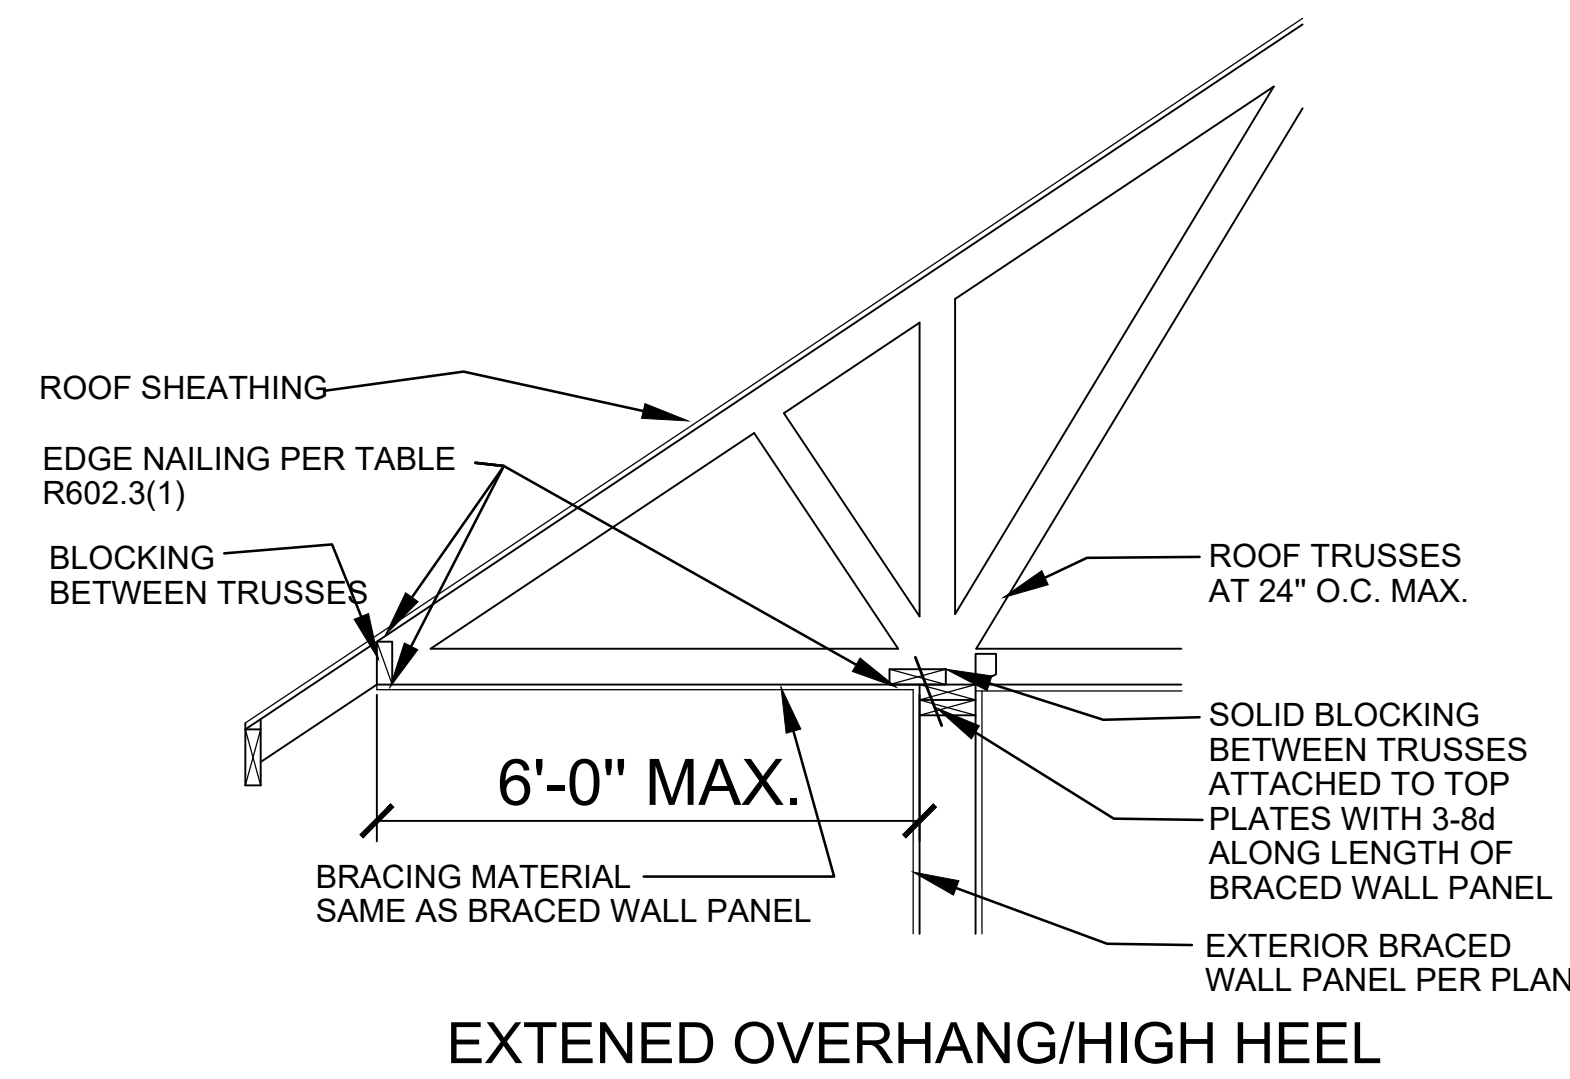 ROOF SHEATHING
EDGE NAILING PER TABLE
R602.3(1)
BLOCKING
BETWEEN TRUSSES
ROOF TRUSSES
AT 24" O.C. MAX.
SOLID BLOCKING
BETWEEN TRUSSES
ATTACHED TO TOP
PLATES WITH 3-8d
ALONG LENGTH OF
BRACED WALL PANEL
6'-0" MAX.
BRACING MATERIAL
SAME AS BRACED WALL PANEL
EXTERIOR BRACED
WALL PANEL PER PLAN
EXTENED OVERHANG/HIGH HEEL